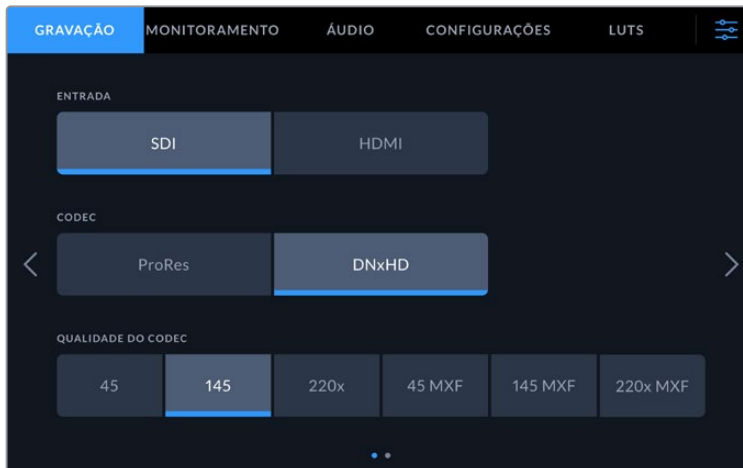 GRAVAÇÃO MONITORAMENTO ÁUDIO CONFIGURAÇÕES LUTS
ENTRADA
SDI HDMI
CODEC
ProRes DNxHD
QUALIDADE DO CODEC
45 145 220x 45 MXF 145 MXF 220x MXF